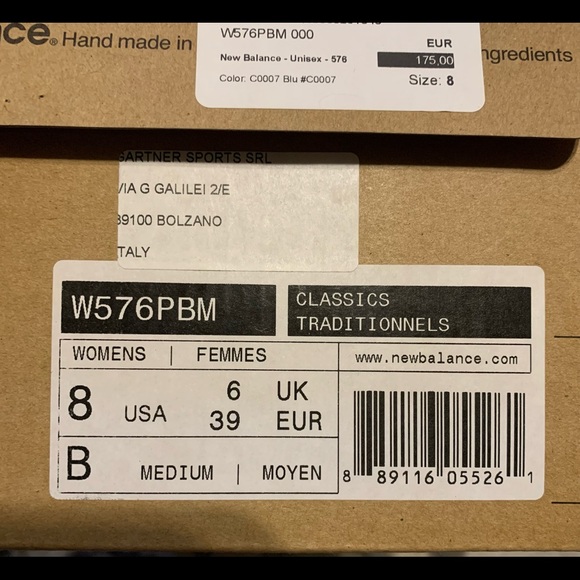 nce® Hand made in
W576PBM 000
EUR
New Balance - Unisex - 576
175,00
Color: C0007 Blu #C0007
Size: 8
ngredients
GARTNER SPORTS SRL
VIA G GALILEI 2/E
39100 BOLZANO
ITALY
W576PBM
CLASSICS
TRADITIONNELS
WOMENS | FEMMES
www.newbalance.com
8 USA 6 UK
39 EUR
B MEDIUM | MOYEN
8 89116 05526 1